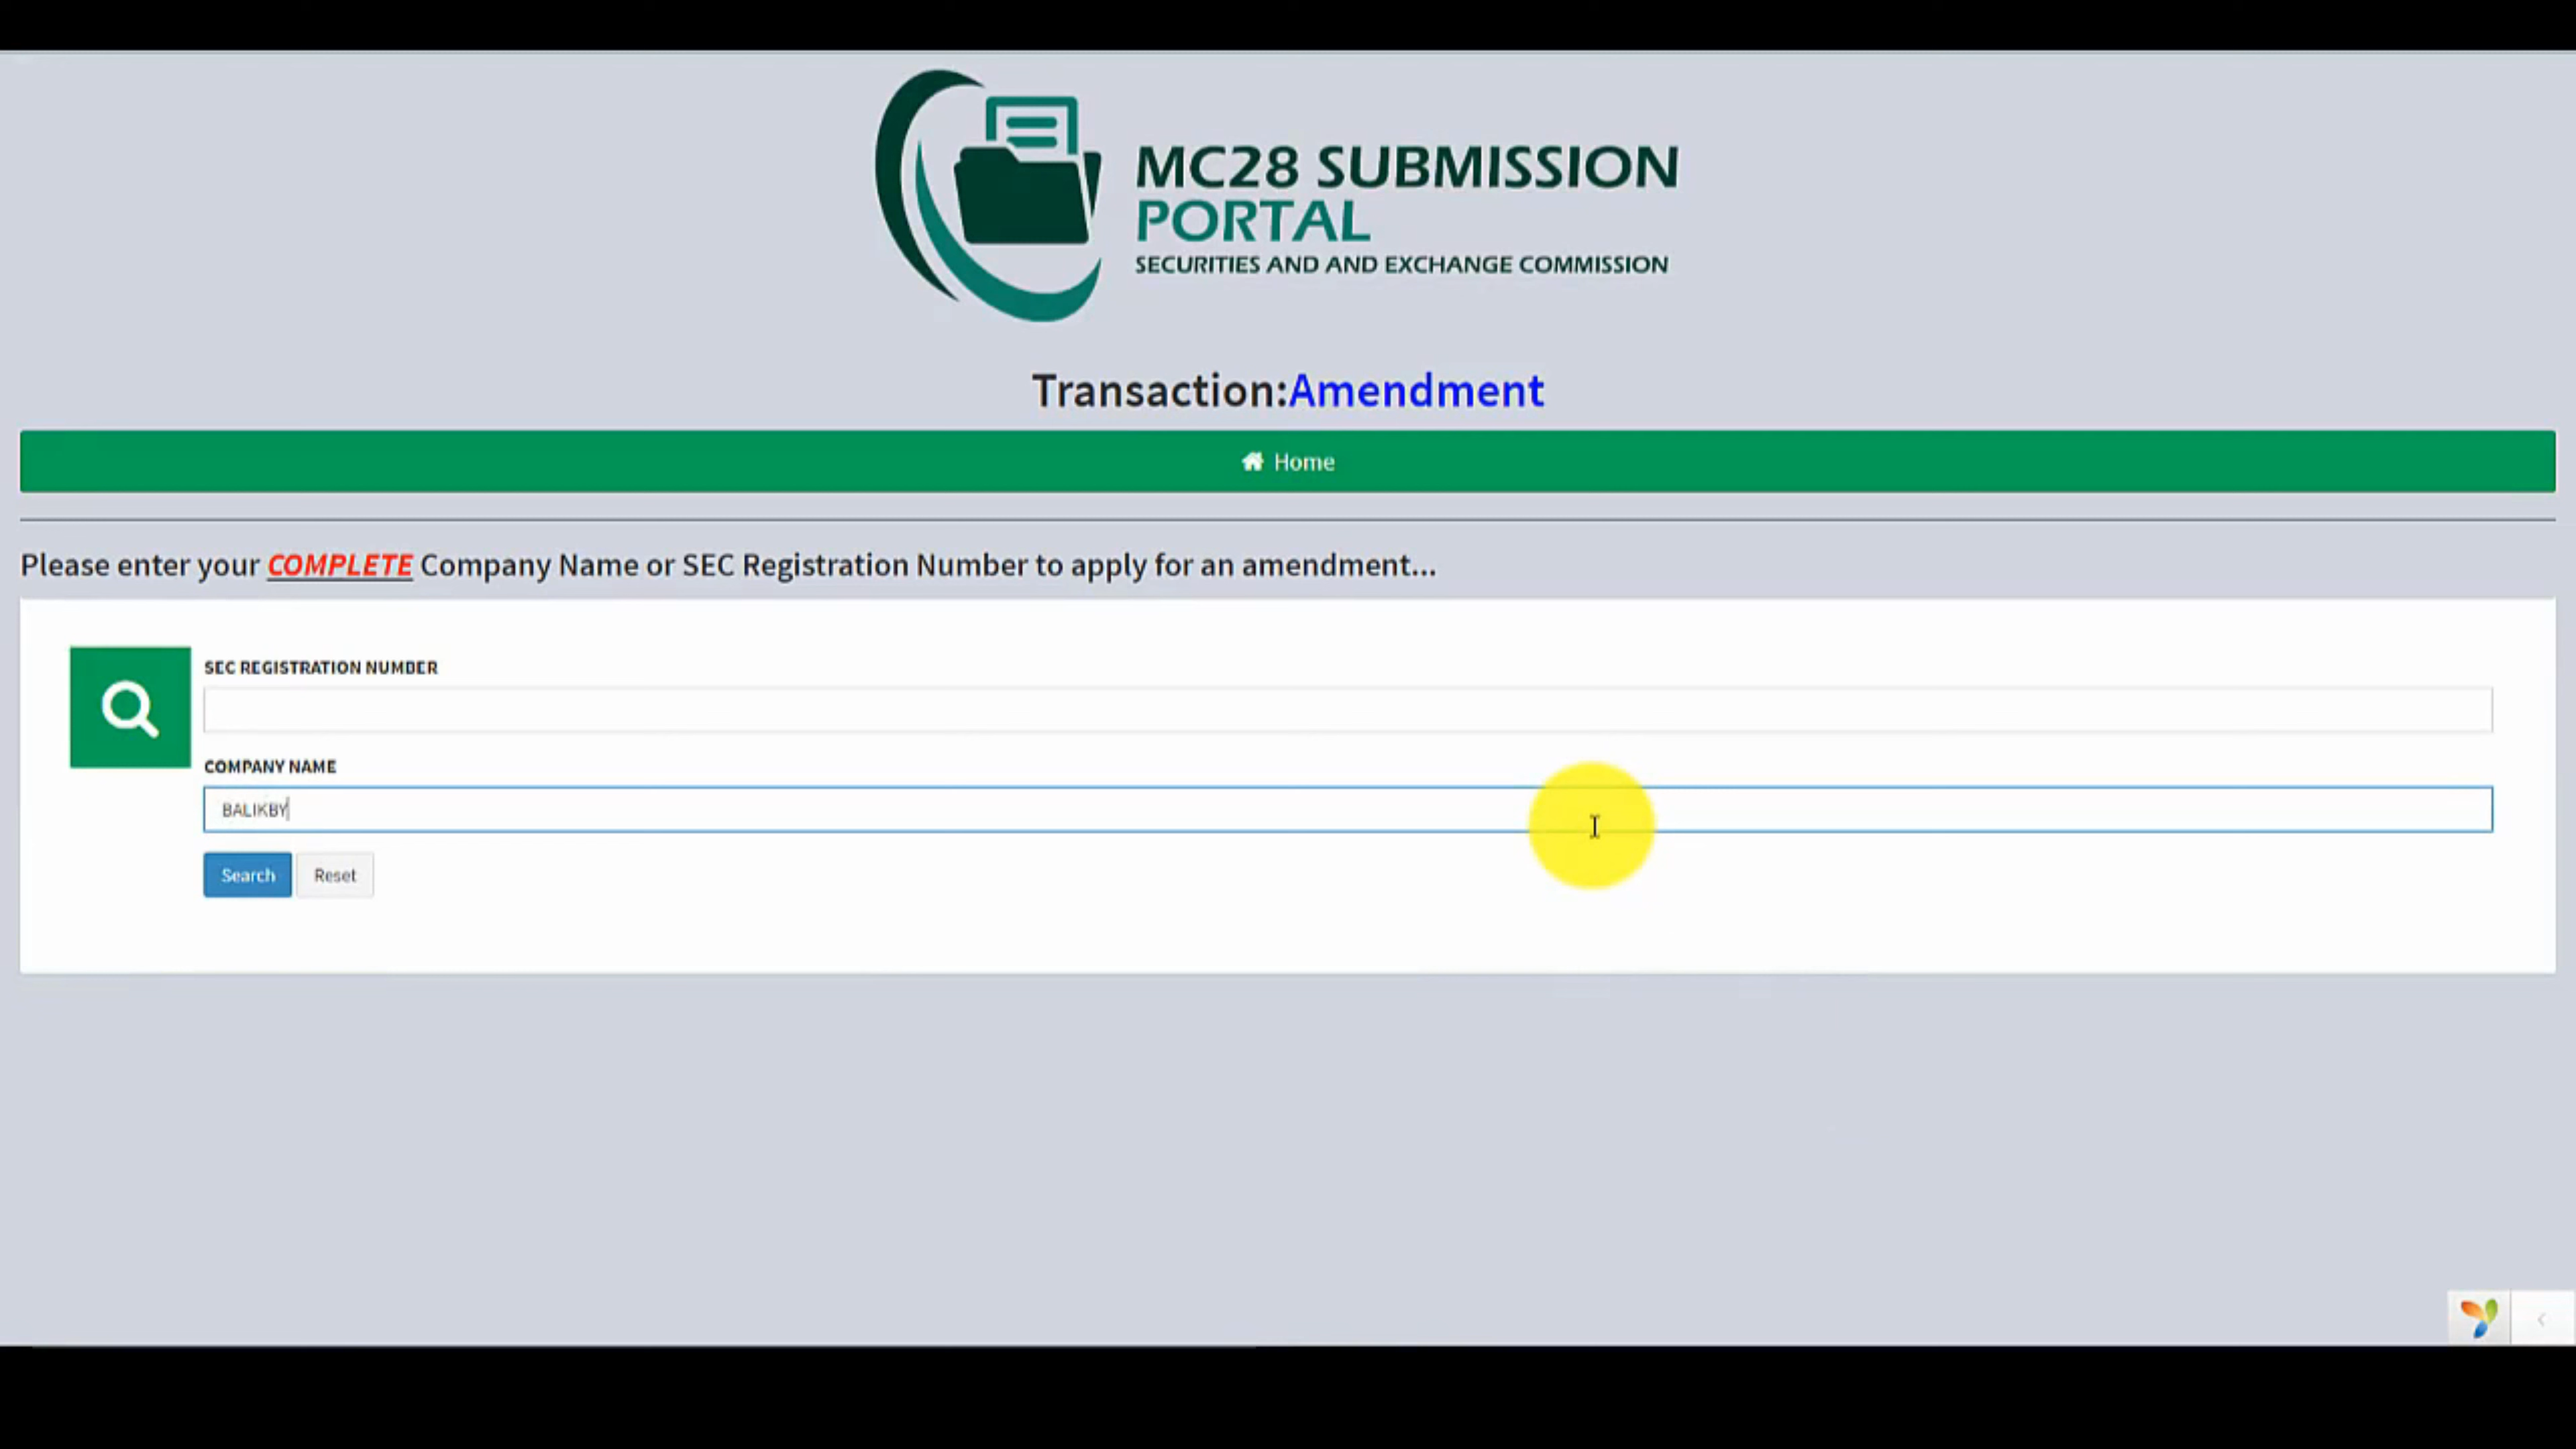 MC28 SUBMISSION
PORTAL
SECURITIES AND AND EXCHANGE COMMISSION
Transaction:Amendment
Home
Please enter your COMPLETE Company Name or SEC Registration Number to apply for an amendment...
SEC REGISTRATION NUMBER
COMPANY NAME
BALIKBY
Search Reset